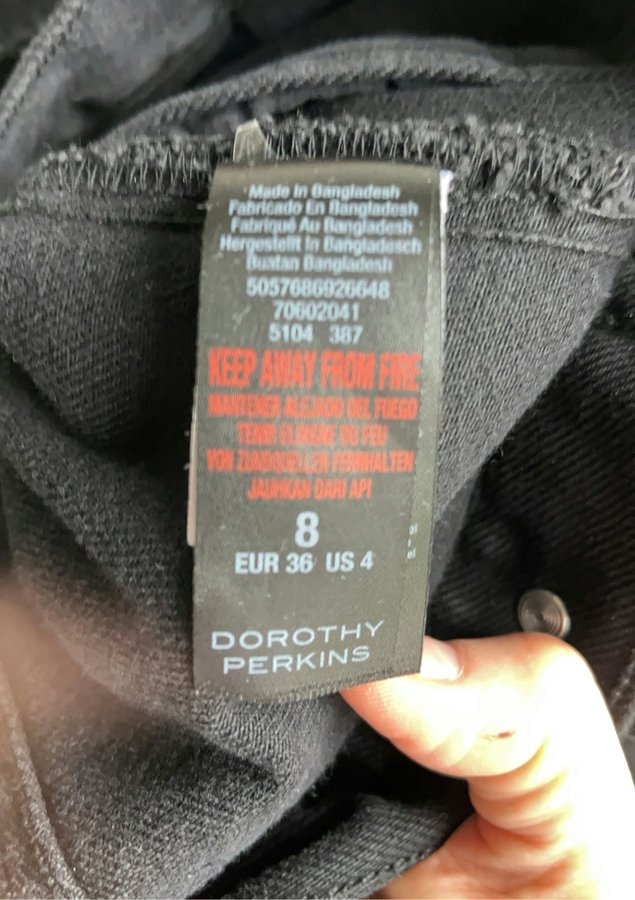 Made In Bangladesh
Fabricado En Bangladesh
Fabriqué Au Bangladesh
Hergestellt In Bangladesch
Buatan Bangladesh
5057686926648
70602041
5104 387
KEEP AWAY FROM FIRE
MANTENER ALEJADO DEL FUEGO
TENIR ELOIGNE DU FEU
VON ZUNDQUELLEN FERNHALTEN
JAUHKAN DARI API
8
EUR 36 US 4
DOROTHY
PERKINS